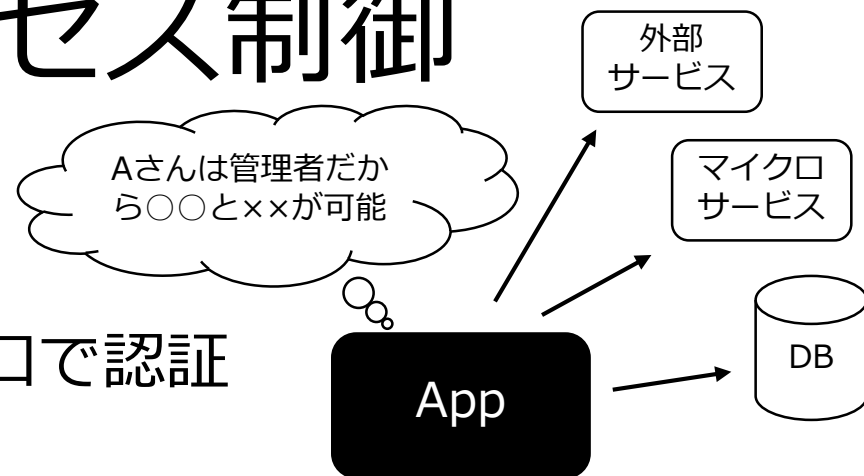 セス制御
外部
サービス
Aさんは管理者だか
ら○○と××が可能
マイクロ
サービス
口で認証
DB
App